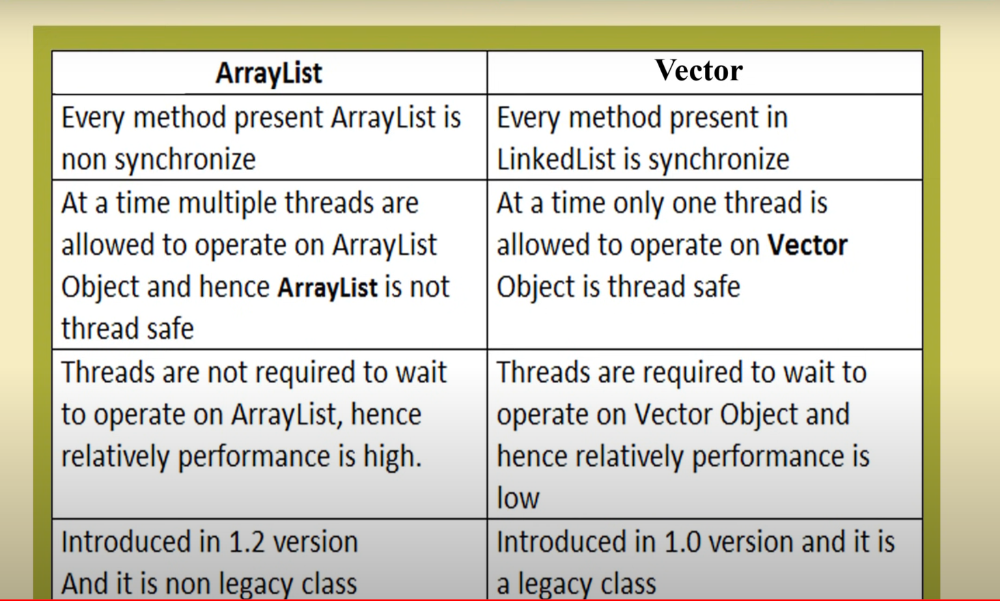 ArrayList
Vector
Every method present ArrayList is
non synchronize
Every method present in
LinkedList is synchronize
At a time multiple threads are
allowed to operate on ArrayList
Object and hence ArrayList is not
thread safe
At a time only one thread is
allowed to operate on Vector
Object is thread safe
Threads are not required to wait
to operate on ArrayList, hence
relatively performance is high.
Threads are required to wait to
operate on Vector Object and
hence relatively performance is
low
Introduced in 1.2 version
And it is non legacy class
Introduced in 1.0 version and it is
a legacy class